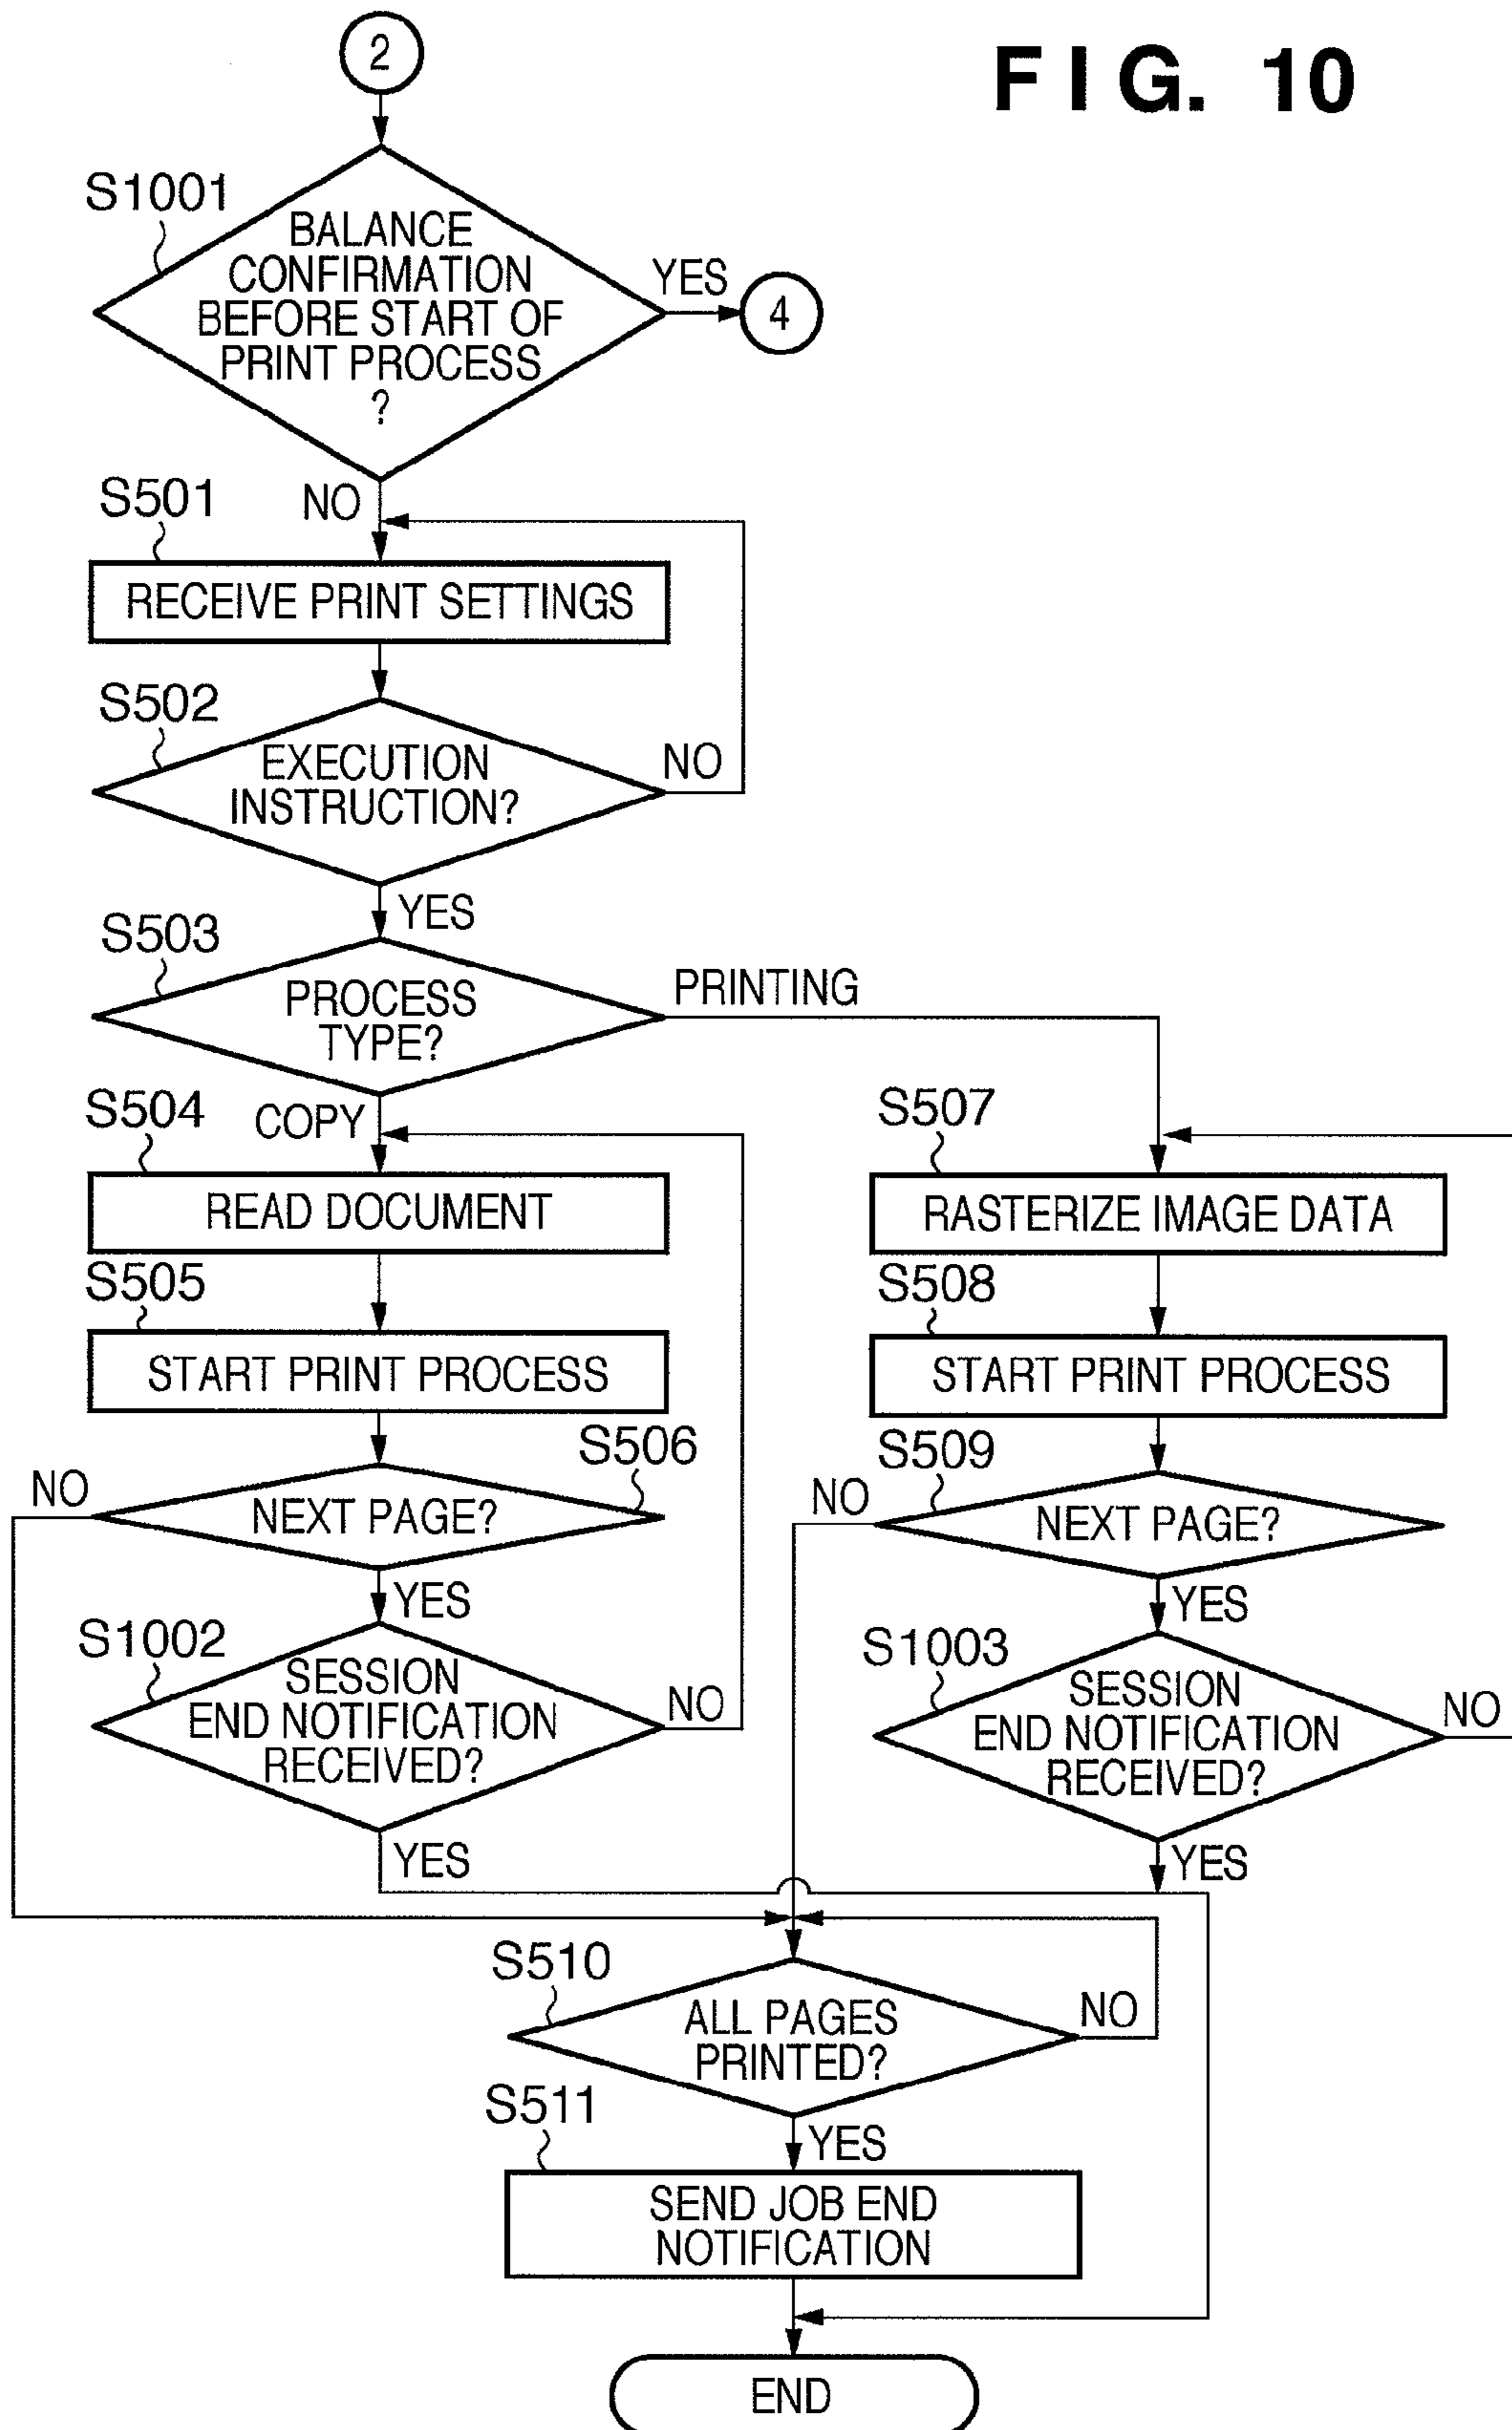 2
FIG. 10
S1001
BALANCE
CONFIRMATION
BEFORE START OF
PRINT PROCESS
?
YES
4
NO
S501
RECEIVE PRINT SETTINGS
S502
EXECUTION
INSTRUCTION?
NO
YES
S503
PROCESS
TYPE?
PRINTING
COPY
S504
READ DOCUMENT
S507
RASTERIZE IMAGE DATA
S505
START PRINT PROCESS
S508
START PRINT PROCESS
S506
NEXT PAGE?
NO
YES
S509
NEXT PAGE?
NO
YES
S1002
SESSION
END NOTIFICATION
RECEIVED?
NO
YES
S1003
SESSION
END NOTIFICATION
RECEIVED?
NO
YES
S510
ALL PAGES
PRINTED?
NO
YES
S511
SEND JOB END
NOTIFICATION
END